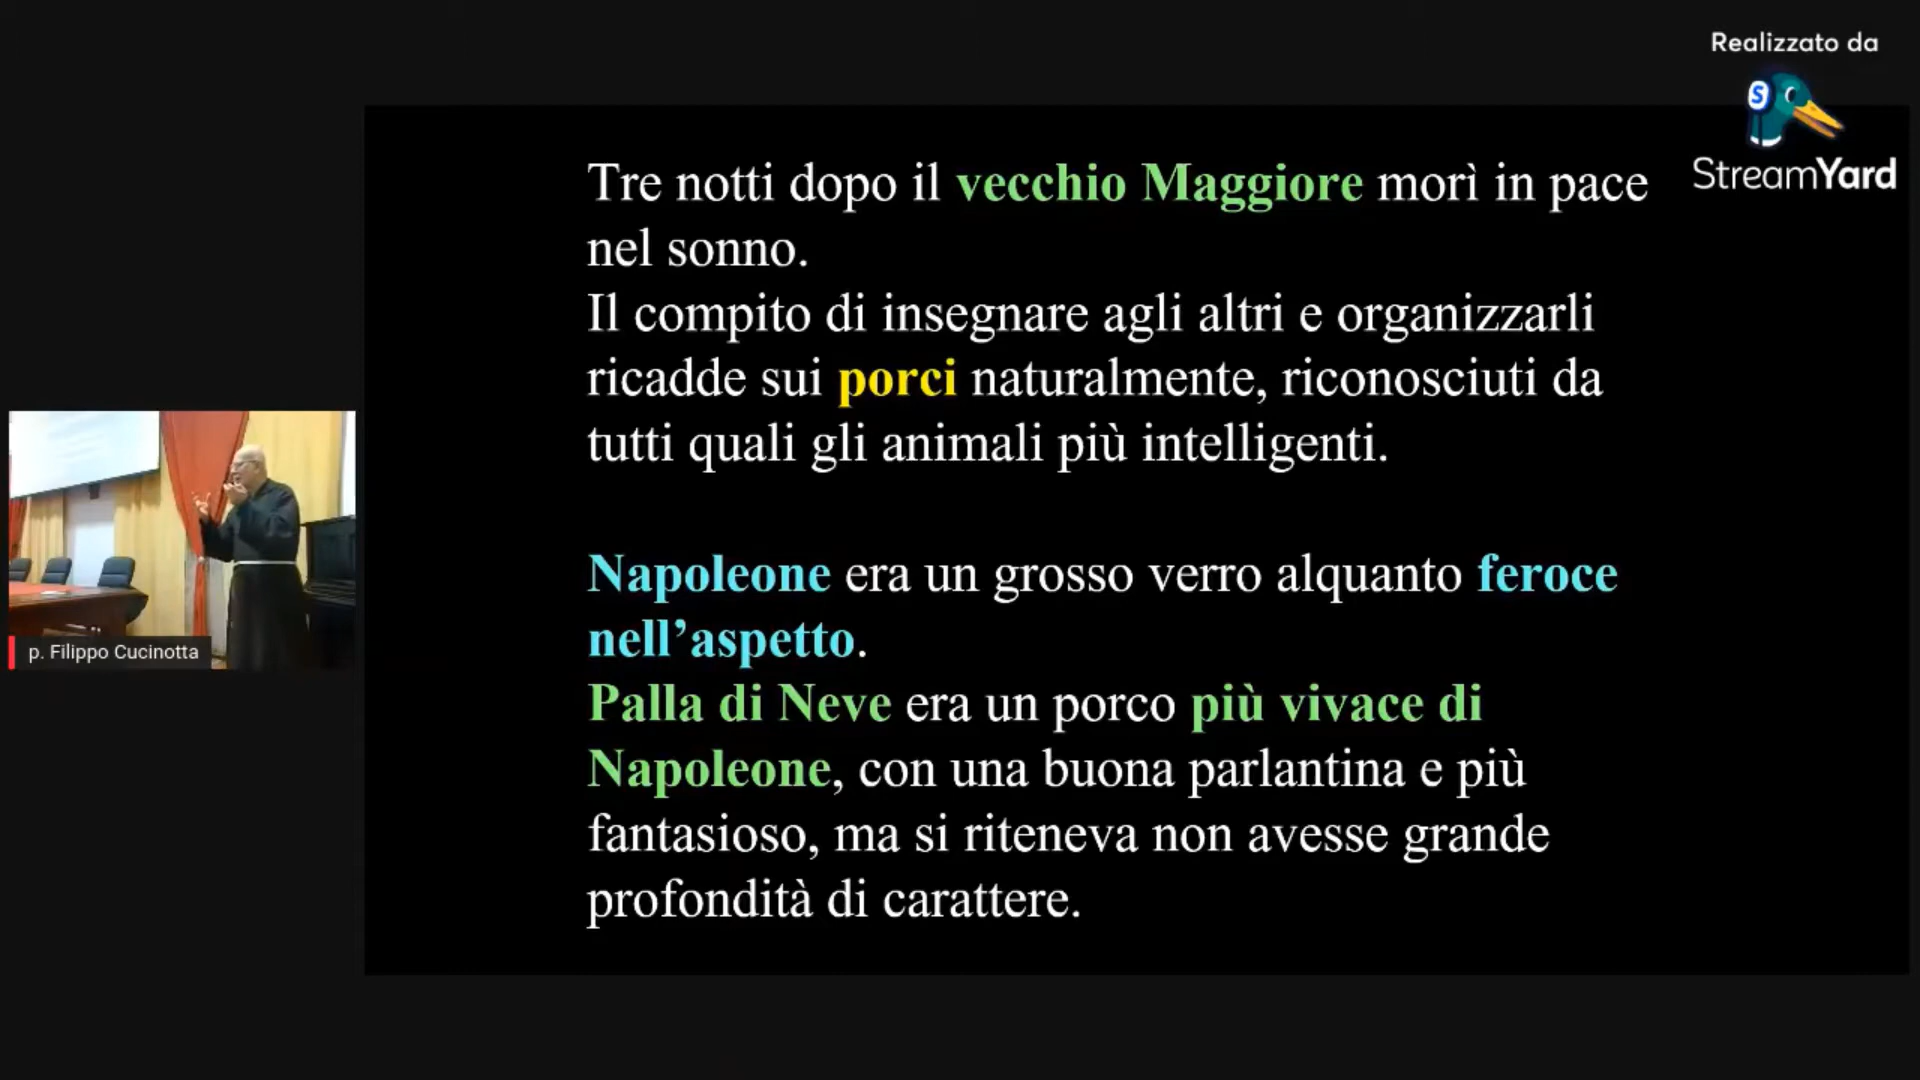 Realizzato da
StreamYard
Tre notti dopo il vecchio Maggiore morì in pace
nel sonno.
Il compito di insegnare agli altri e organizzarli
ricadde sui porci naturalmente, riconosciuti da
tutti quali gli animali più intelligenti.
Napoleone era un grosso verro alquanto feroce
nell’aspetto.
Palla di Neve era un porco più vivace di
Napoleone, con una buona parlantina e più
fantasioso, ma si riteneva non avesse grande
profondità di carattere.
p. Filippo Cucinotta